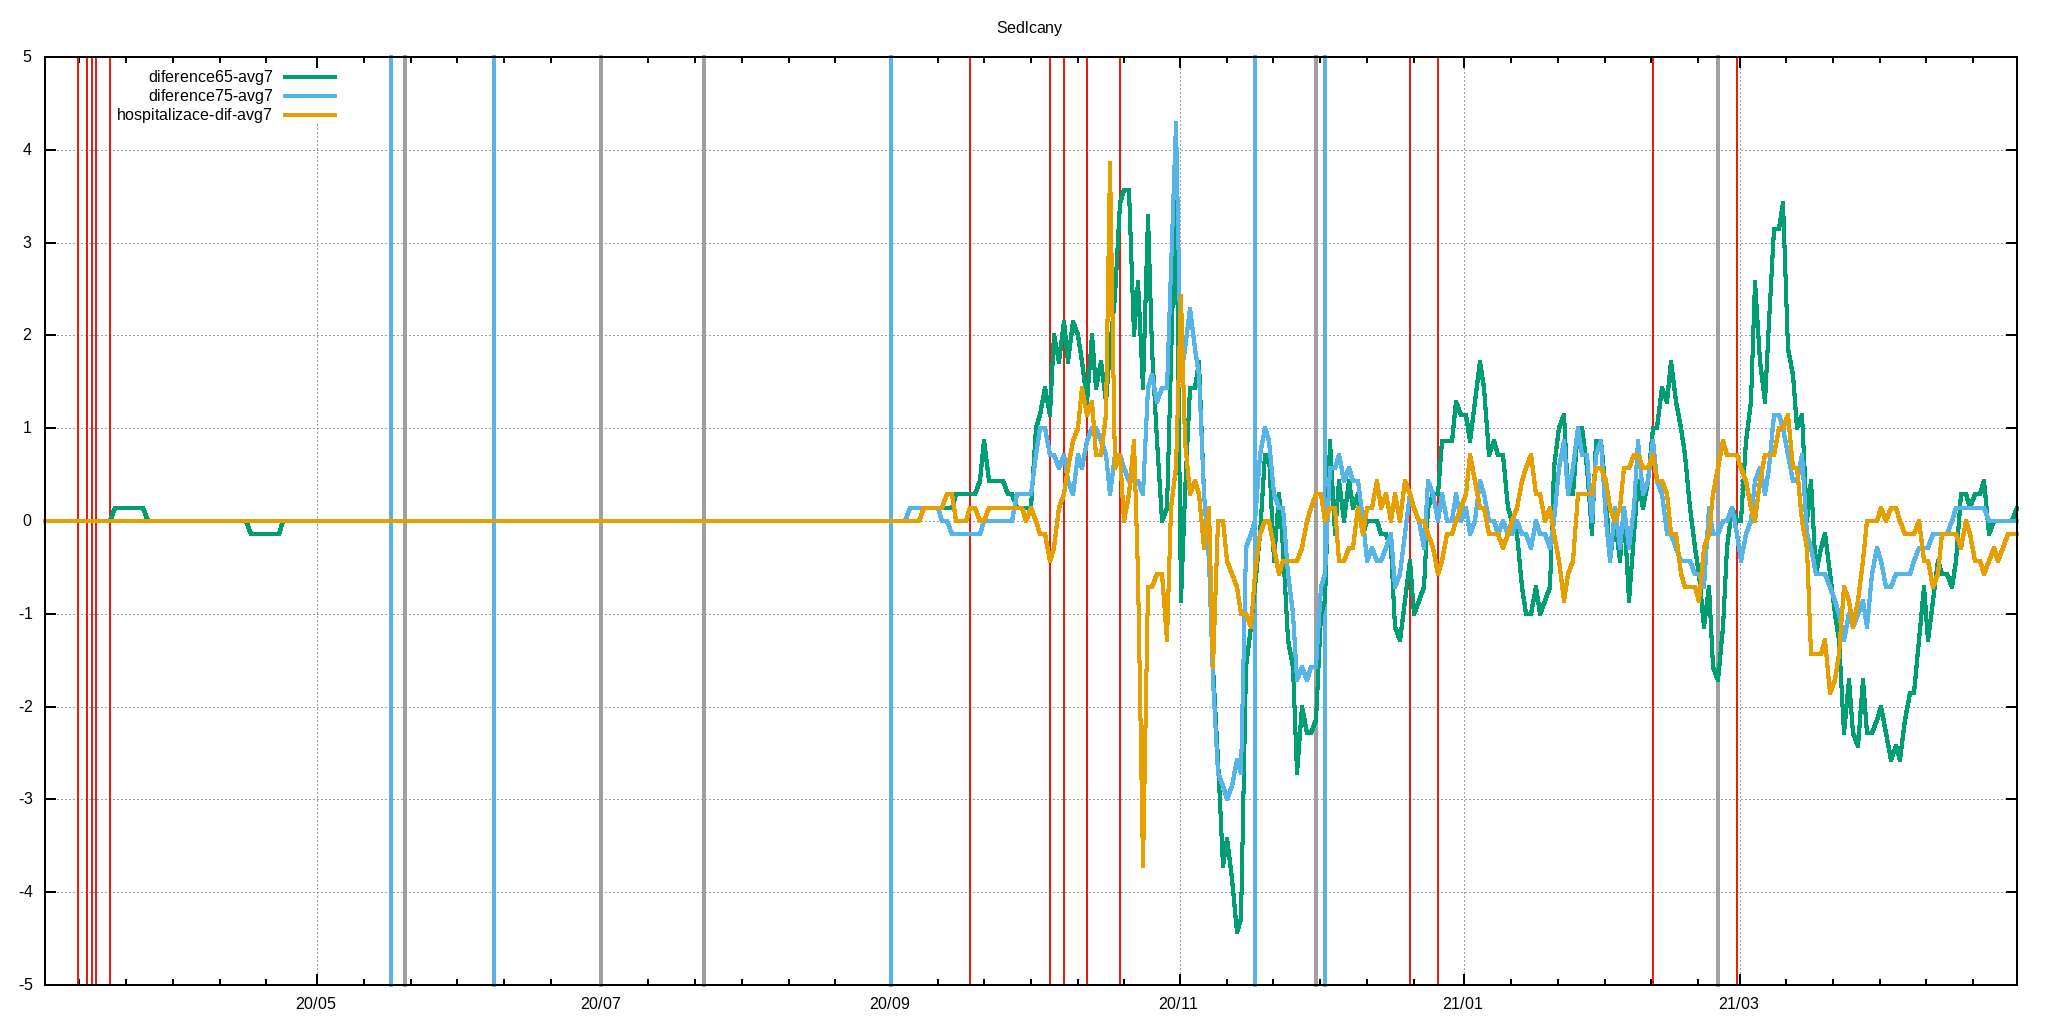 Sedlcany
diference65-avg7
diference75-avg7
hospitalizace-dif-avg7
5
4
3
2
1
0
-1
-2
-3
-4
-5
20/05 20/07 20/09 20/11 21/01 21/03